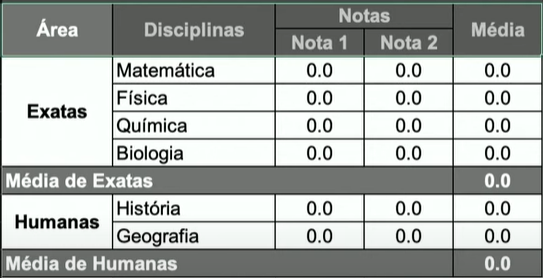 Área Disciplinas Notas Média
Nota 1 Nota 2
Exatas
Matemática 0.0 0.0 0.0
Física 0.0 0.0 0.0
Química 0.0 0.0 0.0
Biologia 0.0 0.0 0.0
Média de Exatas 0.0
Humanas
História 0.0 0.0 0.0
Geografia 0.0 0.0 0.0
Média de Humanas 0.0